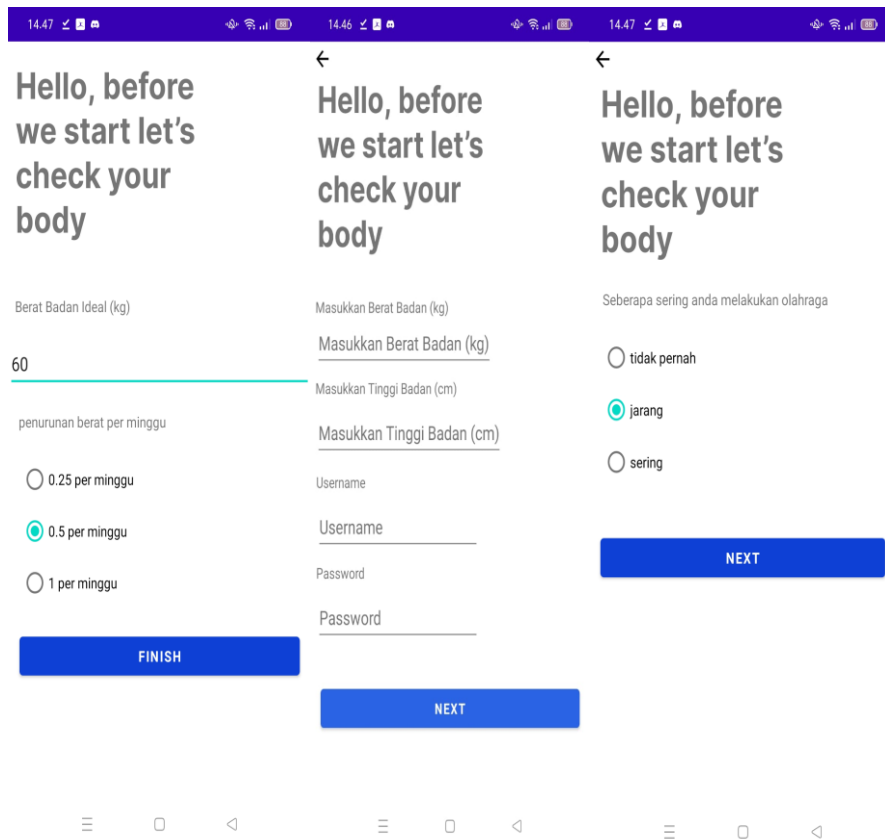 14.47
Hello, before
we start let's
check your
body
Berat Badan Ideal (kg)
60
penurunan berat per minggu
0.25 per minggu
0.5 per minggu
1 per minggu
FINISH
14.46
Hello, before
we start let's
check your
body
Masukkan Berat Badan (kg)
Masukkan Berat Badan (kg)
Masukkan Tinggi Badan (cm)
Masukkan Tinggi Badan (cm)
Username
Username
Password
Password
NEXT
14.47
Hello, before
we start let's
check your
body
Seberapa sering anda melakukan olahraga
tidak pernah
jarang
sering
NEXT